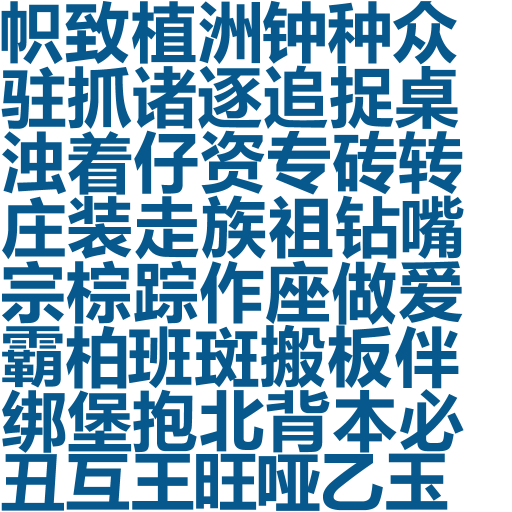 帜致植洲钟种众
驻抓诸逐追捉桌
浊着仔资专砖转
庄装走族祖钻嘴
宗棕踪作座做爱
霸柏班斑搬板伴
绑堡抱北背本必
丑互王旺哑乙玉